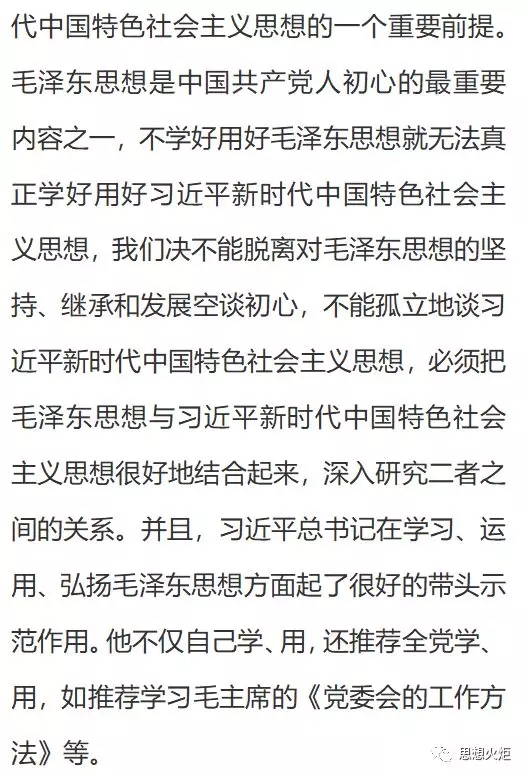 代中国特色社会主义思想的一个重要前提。
毛泽东思想是中国共产党人初心的最重要
内容之一，不学好用好毛泽东思想就无法真
正学好用好习近平新时代中国特色社会主
义思想，我们决不能脱离对毛泽东思想的坚
持、继承和发展空谈初心，不能孤立地谈习
近平新时代中国特色社会主义思想，必须把
毛泽东思想与习近平新时代中国特色社会
主义思想很好地结合起来，深入研究二者之
间的关系。并且，习近平总书记在学习、运
用、弘扬毛泽东思想方面起了很好的带头示
范作用。他不仅自己学、用，还推荐全党学、
用，如推荐学习毛主席的《党委会的工作方
法》等。
思想火炬